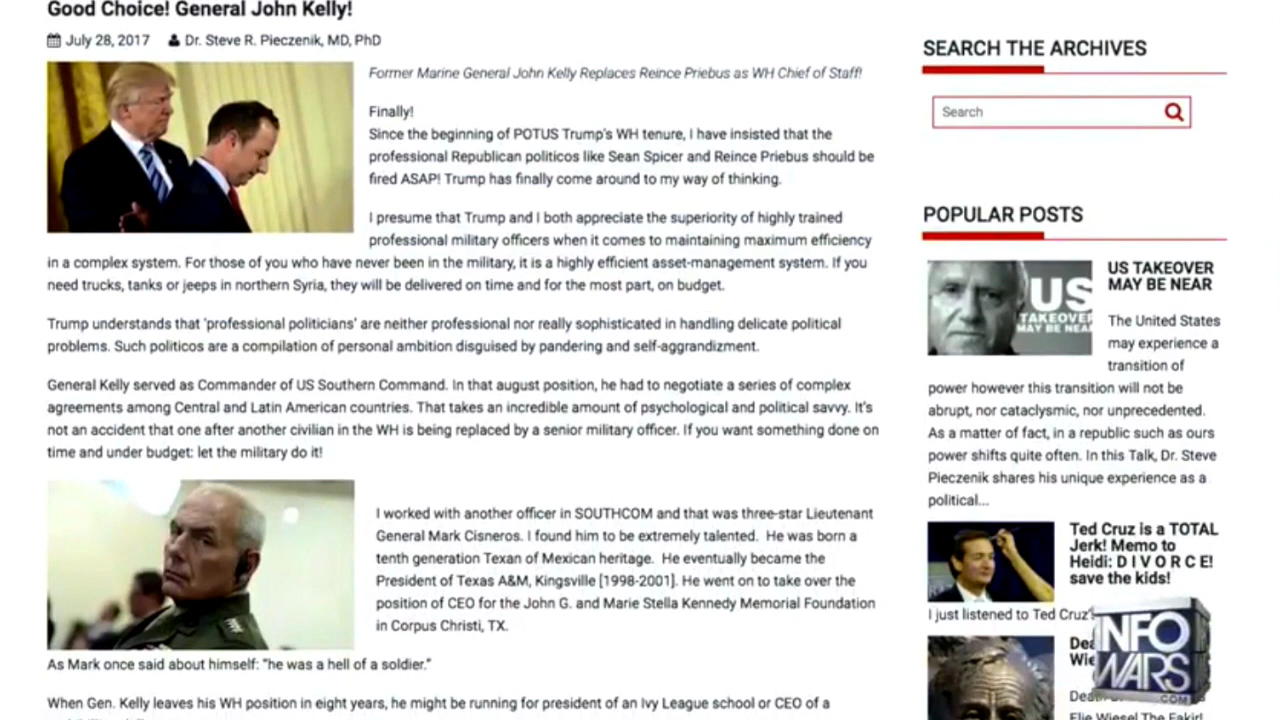 Good Choice! General John Kelly!
July 28, 2017 Dr. Steve R. Pieczenik, MD, PhD
Former Marine General John Kelly Replaces Reince Priebus as WH Chief of Staff!
Finally!
Since the beginning of POTUS Trump's WH tenure, I have insisted that the
professional Republican politicos like Sean Spicer and Reince Priebus should be
fired ASAP! Trump has finally come around to my way of thinking.
I presume that Trump and I both appreciate the superiority of highly trained
professional military officers when it comes to maintaining maximum efficiency
in a complex system. For those of you who have never been in the military, it is a highly efficient asset-management system. If you
need trucks, tanks or jeeps in northern Syria, they will be delivered on time and for the most part, on budget.
Trump understands that 'professional politicians' are neither professional nor really sophisticated in handling delicate political
problems. Such politicos are a compilation of personal ambition disguised by pandering and self-aggrandizment.
General Kelly served as Commander of US Southern Command. In that august position, he had to negotiate a series of complex
agreements among Central and Latin American countries. That takes an incredible amount of psychological and political savvy. It's
not an accident that one after another civilian in the WH is being replaced by a senior military officer. If you want something done on
time and under budget: let the military do it!
I worked with another officer in SOUTHCOM and that was three-star Lieutenant
General Mark Cisneros. I found him to be extremely talented. He was born a
tenth generation Texan of Mexican heritage. He eventually became the
President of Texas A&M, Kingsville [1998-2001]. He went on to take over the
position of CEO for the John G. and Marie Stella Kennedy Memorial Foundation
in Corpus Christi, TX.
As Mark once said about himself: "he was a hell of a soldier."
When Gen. Kelly leaves his WH position in eight years, he might be running for president of an Ivy League school or CEO of a
SEARCH THE ARCHIVES
Search
POPULAR POSTS
US
TAKEOVER
MAY BE NEAR
US TAKEOVER
MAY BE NEAR
The United States
may experience a
transition of
power however this transition will not be
abrupt, nor cataclysmic, nor unprecedented.
As a matter of fact, in a republic such as ours
power shifts quite often. In this Talk, Dr. Steve
Pieczenik shares his unique experience as a
political...
Ted Cruz is a TOTAL
Jerk! Memo to
Heidi: D I V O R C E!
save the kids!
I just listened to Ted Cruz'
Elie Wiesel The Fakir!
INFO
WARS
.COM